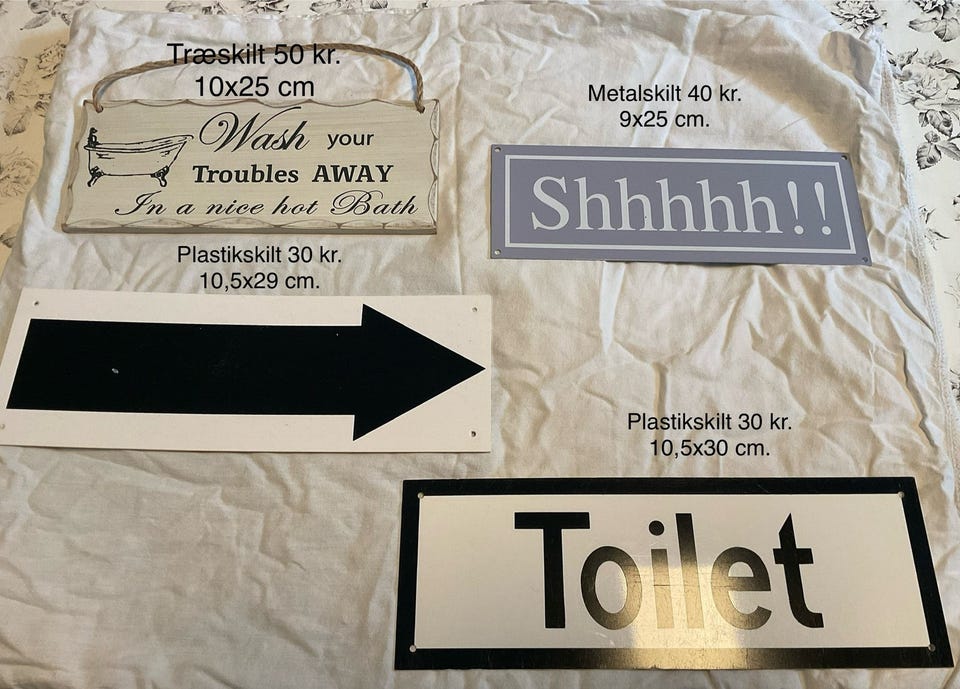 Træskilt 50 kr.
10x25 cm
Wash your
Troubles AWAY
In a nice hot Bath
Metalskilt 40 kr.
9x25 cm.
Shhhhh!!
Plastikskilt 30 kr.
10,5x29 cm.
Plastikskilt 30 kr.
10,5x30 cm.
Toilet